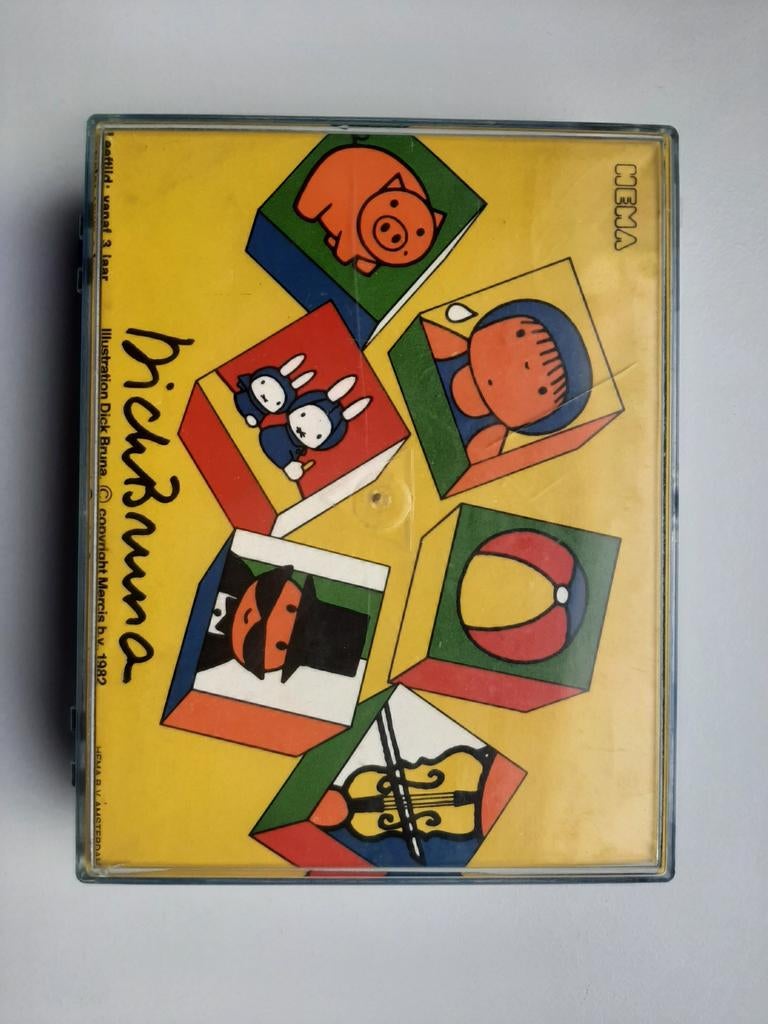 HEMA
Dick Bruna
Leeftijd: vanaf 3 jaar
Illustration Dick Bruna © copyright Mercis b.v. 1982
HEMA B.V. AMSTERDAM